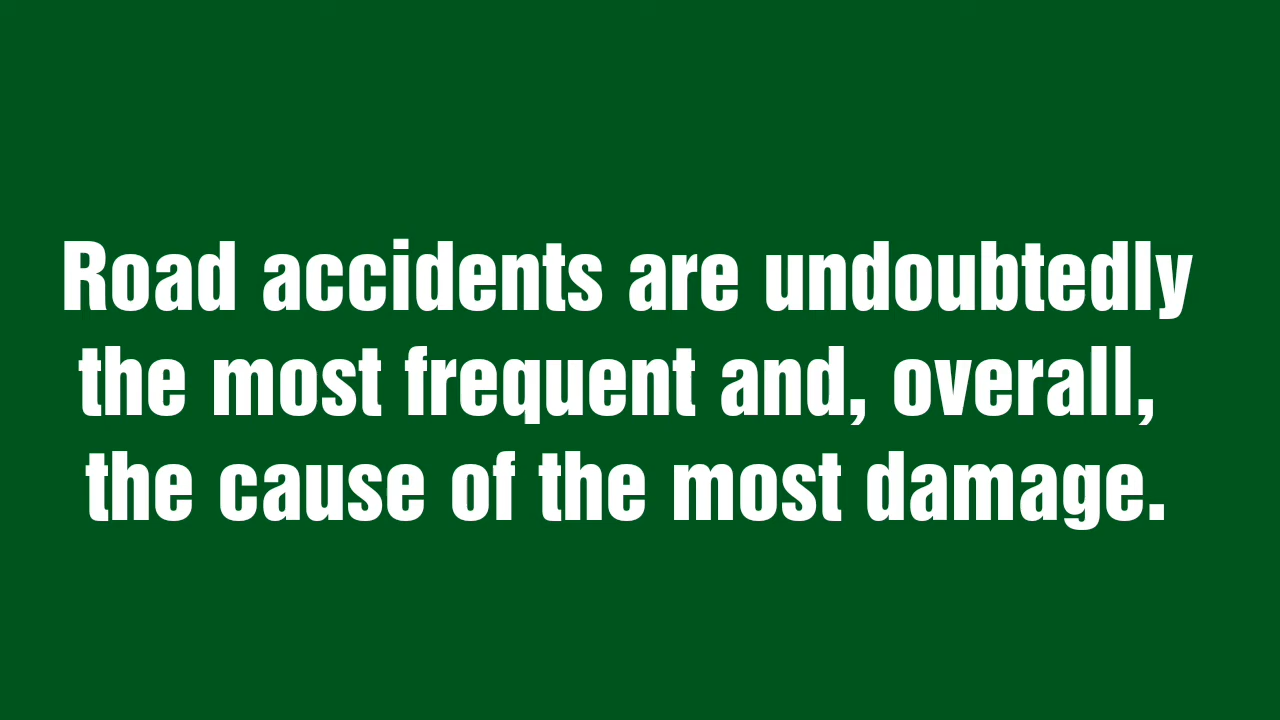 Road accidents are undoubtedly
the most frequent and, overall,
the cause of the most damage.